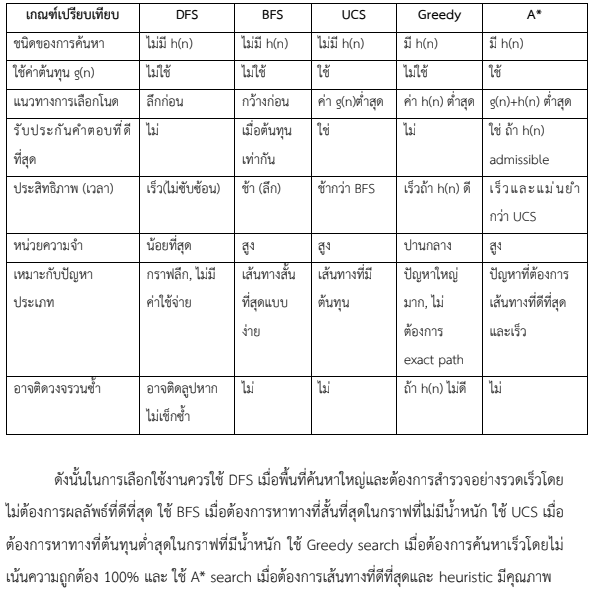 เกณฑ์เปรียบเทียบ DFS BFS UCS Greedy A*
ชนิดของการค้นหา ไม่มี h(n) ไม่มี h(n) ไม่มี h(n) มี h(n) มี h(n)
ใช้ค่าต้นทุน g(n) ไม่ใช้ ไม่ใช้ ใช้ ไม่ใช้ ใช้
แนวทางการเลือกโนด ลึกก่อน กว้างก่อน ค่า g(n)ต่ำสุด ค่า h(n) ต่ำสุด g(n)+h(n) ต่ำสุด
รับประกันคำตอบที่ดี ไม่ เมื่อต้นทุน ใช่ ไม่ ใช่ ถ้า h(n)
ที่สุด เท่ากัน admissible
ประสิทธิภาพ (เวลา) เร็ว(ไม่ซับซ้อน) ช้า (ลึก) ช้ากว่า BFS เร็วถ้า h(n) ดี เร็วและแม่นยำ
กว่า UCS
หน่วยความจำ น้อยที่สุด สูง สูง ปานกลาง สูง
เหมาะกับปัญหา กราฟลึก, ไม่มี เส้นทางสั้น เส้นทางที่มี ปัญหาใหญ่ ปัญหาที่ต้องการ
ประเภท ค่าใช้จ่าย ที่สุดแบบ ต้นทุน มาก, ไม่ เส้นทางที่ดีที่สุด
ง่าย ต้องการ และเร็ว
exact path
อาจติดวงจรวนซ้ำ อาจติดลูปหาก ไม่ ไม่ ถ้า h(n) ไม่ดี ไม่
ไม่เช็กซ้ำ
ดังนั้นในการเลือกใช้งานควรใช้ DFS เมื่อพื้นที่ค้นหาใหญ่และต้องการสำรวจอย่างรวดเร็วโดย
ไม่ต้องการผลลัพธ์ที่ดีที่สุด ใช้ BFS เมื่อต้องการหาทางที่สั้นที่สุดในกราฟที่ไม่มีน้ำหนัก ใช้ UCS เมื่อ
ต้องการหาทางที่ต้นทุนต่ำสุดในกราฟที่มีน้ำหนัก ใช้ Greedy search เมื่อต้องการค้นหาเร็วโดยไม่
เน้นความถูกต้อง 100% และ ใช้ A* search เมื่อต้องการเส้นทางที่ดีที่สุดและ heuristic มีคุณภาพ